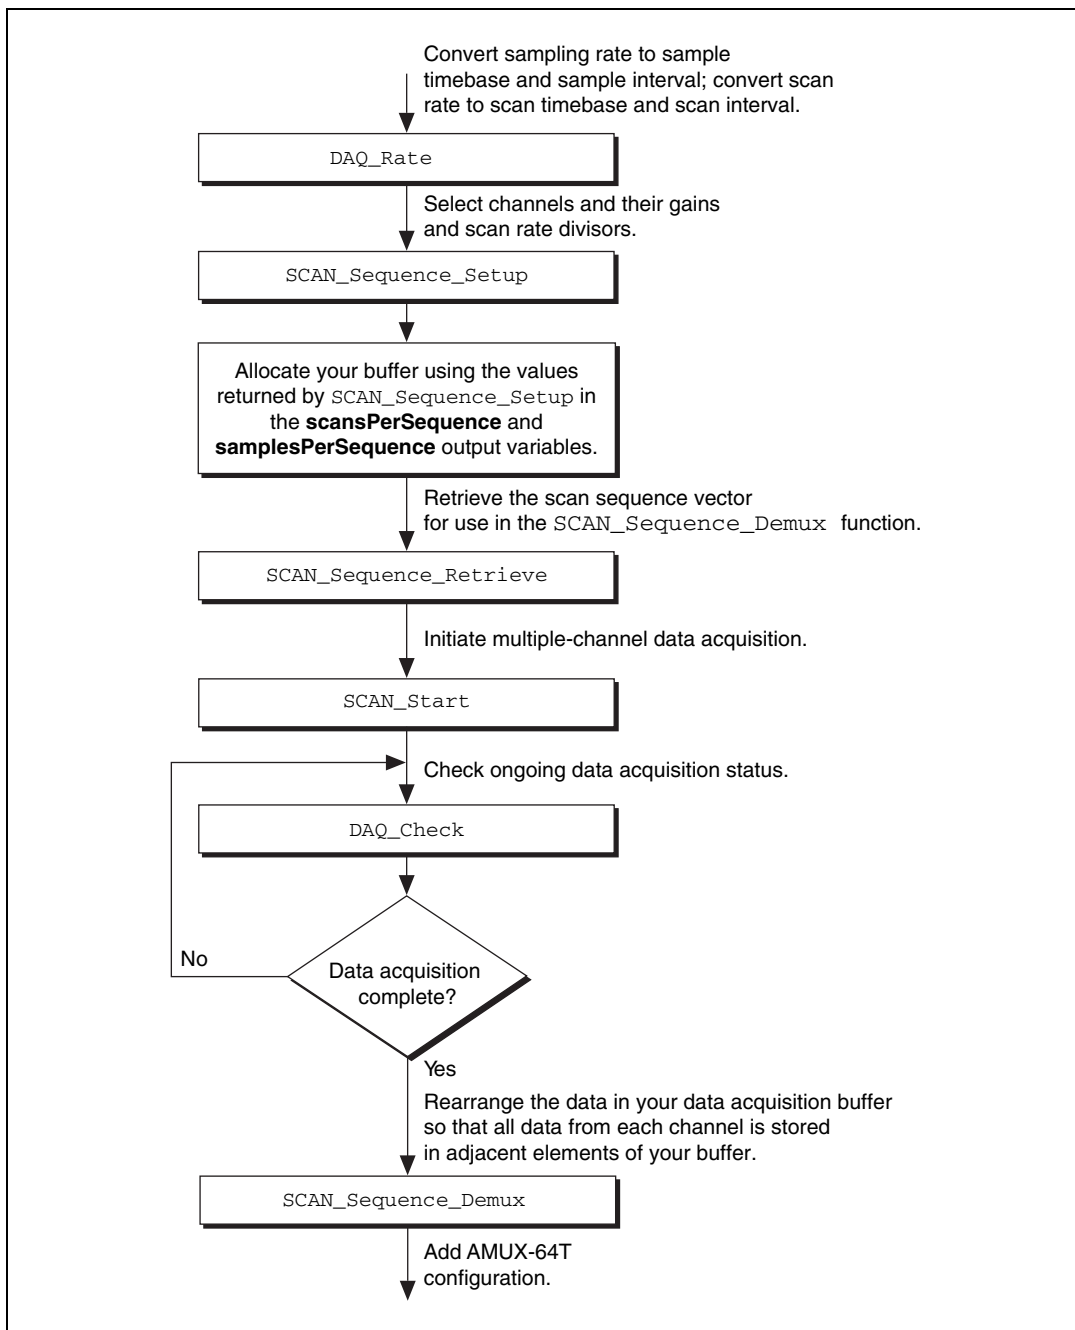 Convert sampling rate to sample
timebase and sample interval; convert scan
rate to scan timebase and scan interval.
DAQ_Rate
Select channels and their gains
and scan rate divisors.
SCAN_Sequence_Setup
Allocate your buffer using the values
returned by SCAN_Sequence_Setup in
the scansPerSequence and
samplesPerSequence output variables.
Retrieve the scan sequence vector
for use in the SCAN_Sequence_Demux function.
SCAN_Sequence_Retrieve
Initiate multiple-channel data acquisition.
SCAN_Start
Check ongoing data acquisition status.
DAQ_Check
No
Data acquisition
complete?
Yes
Rearrange the data in your data acquisition buffer
so that all data from each channel is stored
in adjacent elements of your buffer.
SCAN_Sequence_Demux
Add AMUX-64T
configuration.